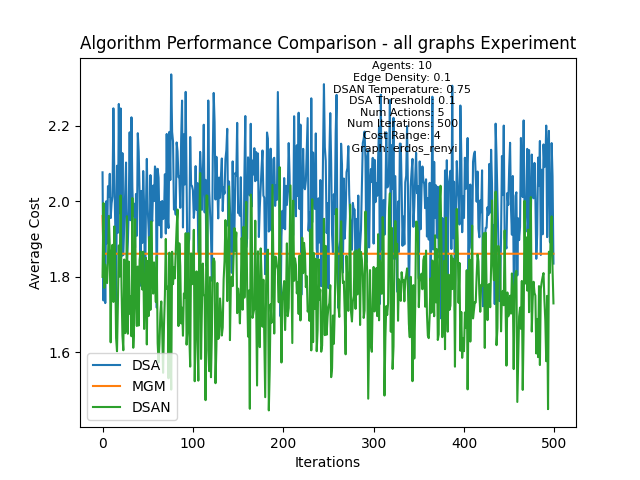 Algorithm Performance Comparison - all graphs Experiment
Agents: 10
Edge Density: 0.1
DSAN Temperature: 0.75
DSA Threshold: 0.1
Num Actions: 5
Num Iterations: 500
Cost Range: 4
Graph: erdos_renyi
Average Cost
2.2
2.0
1.8
1.6
DSA
MGM
DSAN
0 100 200 300 400 500
Iterations